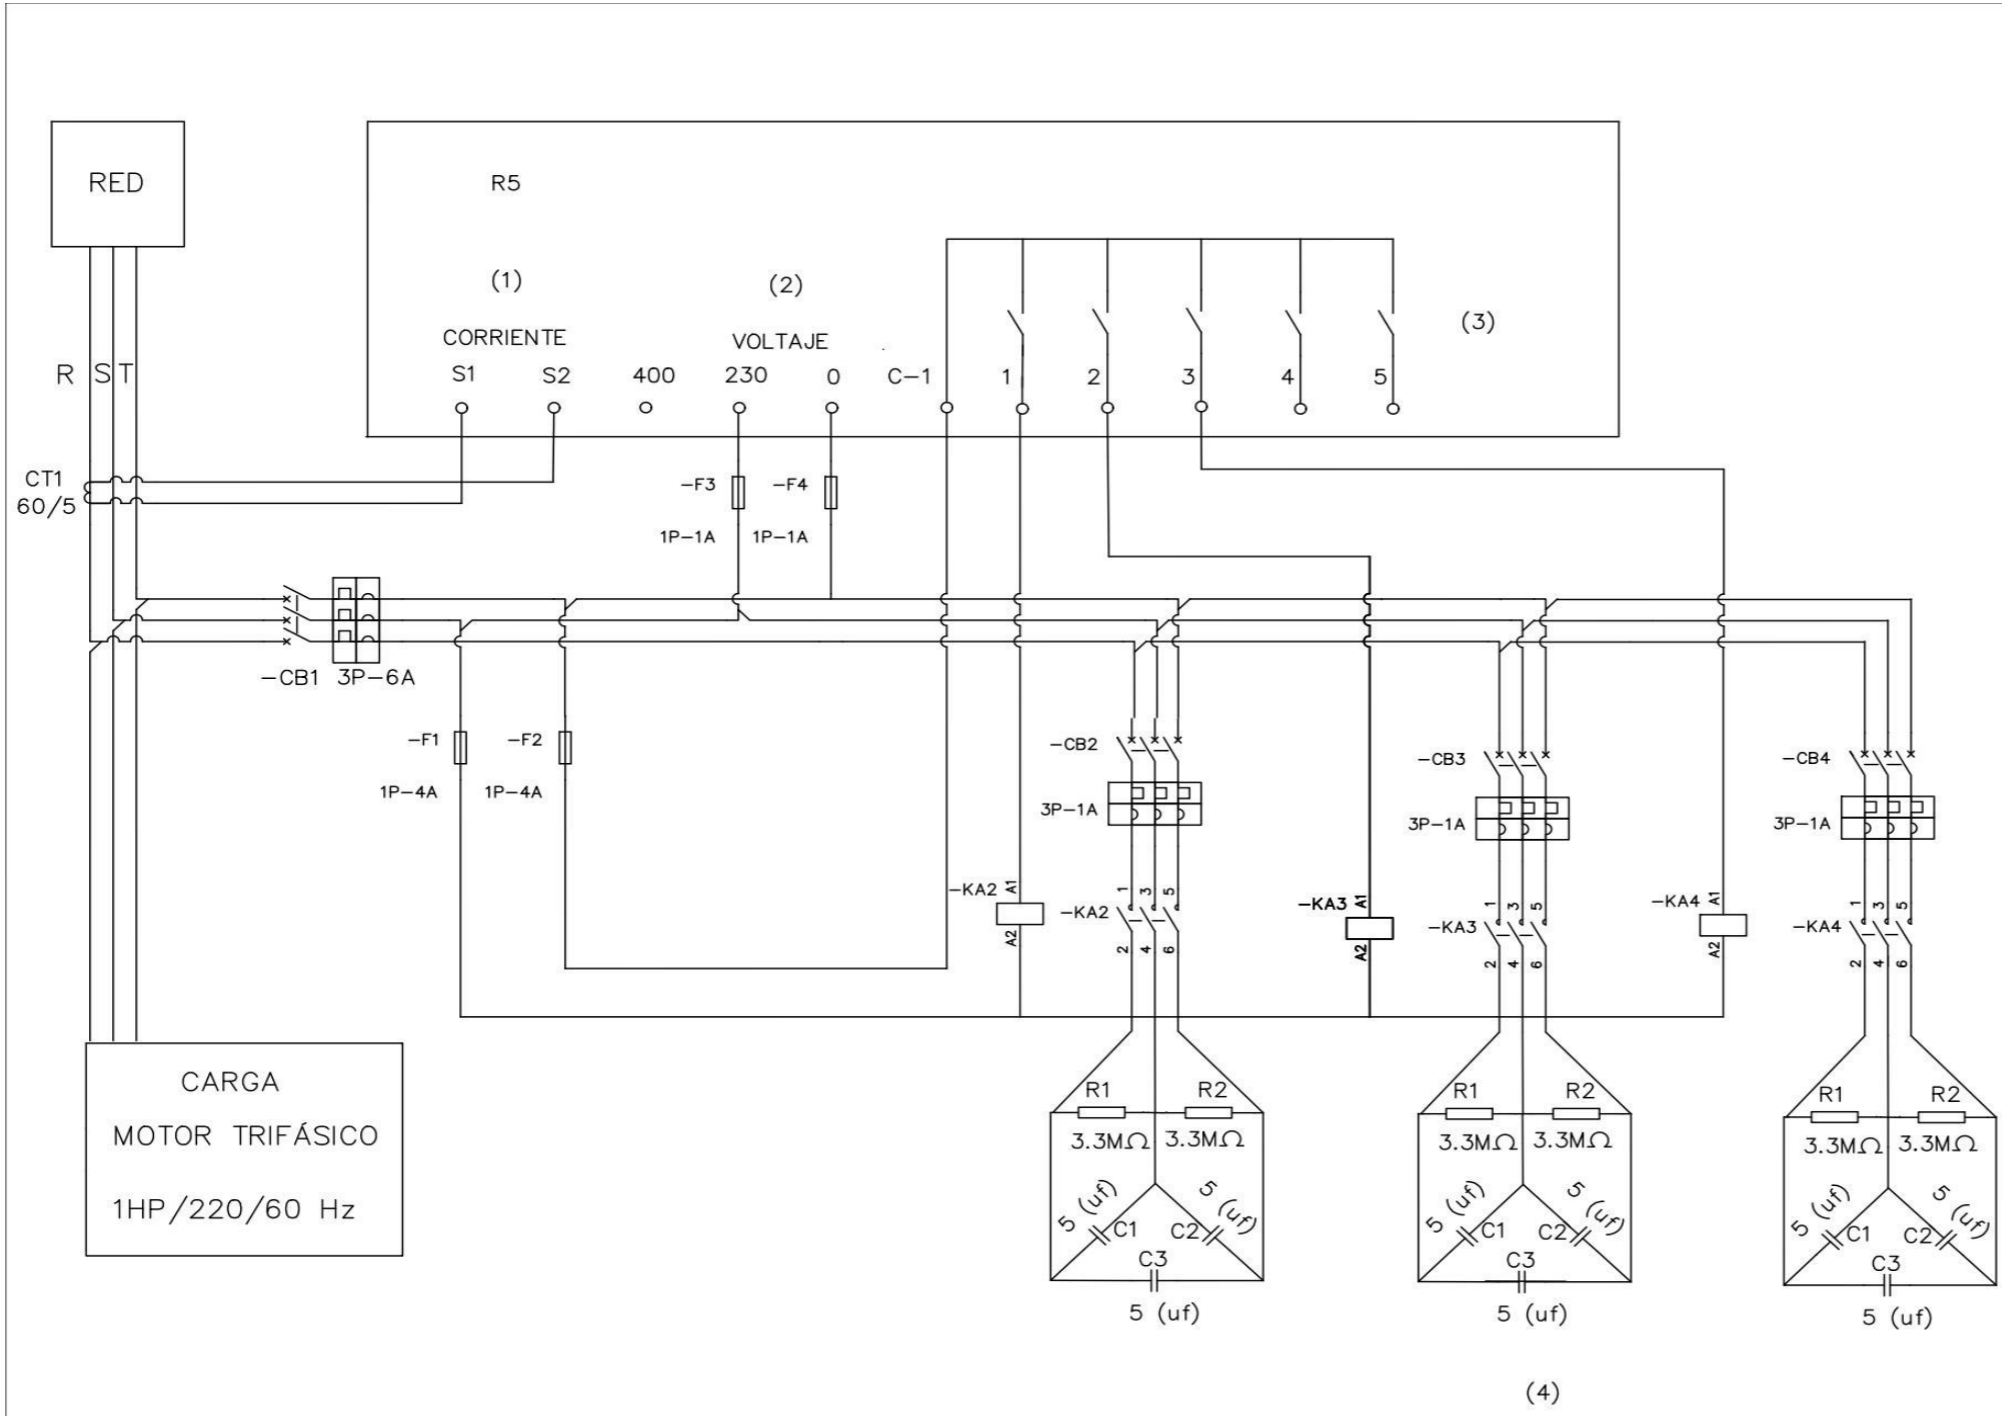 RED
R5
(1)
(2)
(3)
CORRIENTE
VOLTAJE
R S T
S1 S2 400 230 0 C-1 1 2 3 4 5
CT1
60/5
-F3
-F4
1P-1A
1P-1A
-CB1 3P-6A
-F1
-F2
1P-4A
1P-4A
-CB2
3P-1A
-CB3
3P-1A
-CB4
3P-1A
-KA2
A1
A2
-KA2
1 3 5
2 4 6
-KA3
A1
A2
-KA3
1 3 5
2 4 6
-KA4
A1
A2
-KA4
1 3 5
2 4 6
CARGA
MOTOR TRIFÁSICO
1HP/220/60 Hz
R1 R2
3.3MΩ 3.3MΩ
5 (uf) 5 (uf)
C1 C2
C3
5 (uf)
R1 R2
3.3MΩ 3.3MΩ
5 (uf) 5 (uf)
C1 C2
C3
5 (uf)
R1 R2
3.3MΩ 3.3MΩ
5 (uf) 5 (uf)
C1 C2
C3
5 (uf)
(4)